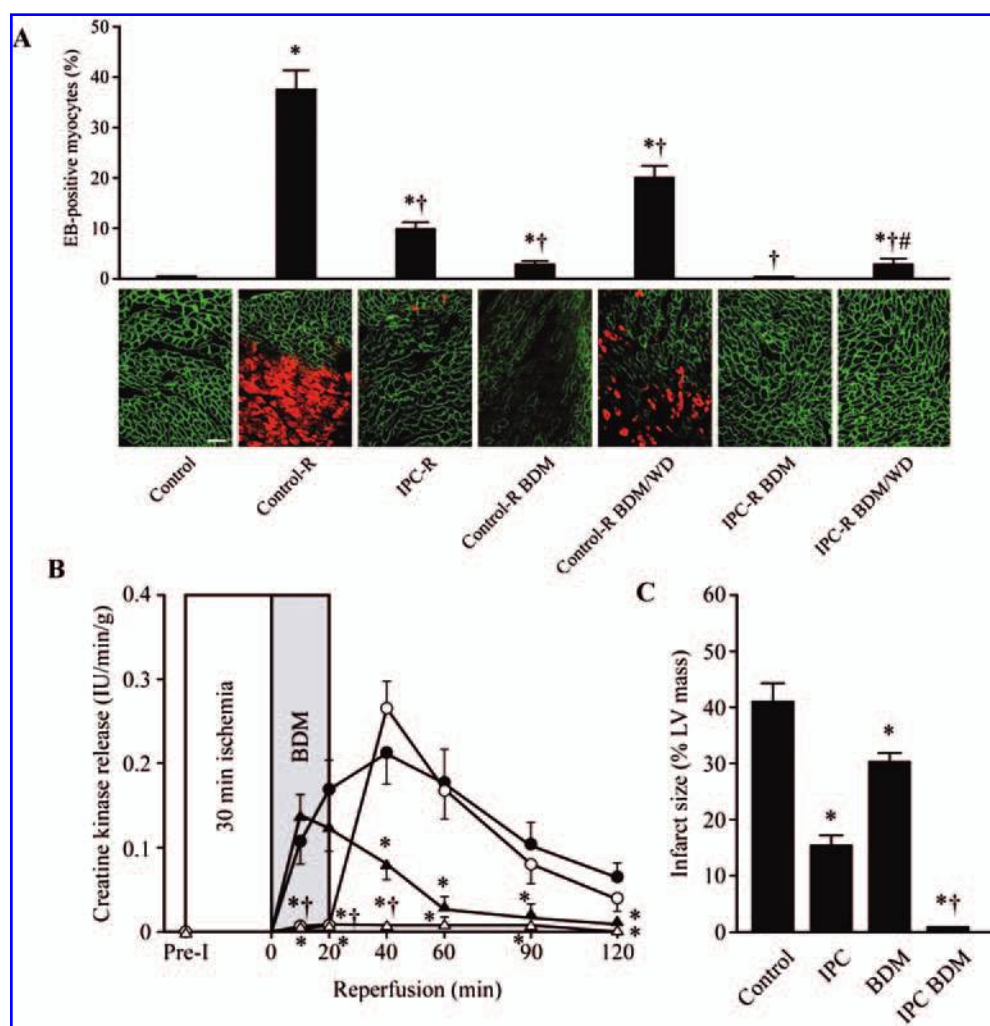 A
EB-positive myocytes (%)
50
40
30
20
10
0
*
*†
*†
*†
†
*†#
Control
Control-R
IPC-R
Control-R BDM
Control-R BDM/WD
IPC-R BDM
IPC-R BDM/WD
B
Creatine kinase release (IU/min/g)
0.4
0.3
0.2
0.1
0
30 min ischemia
BDM
*†
*†
*†
*
*
*
*
*
*
*
*
*
*
Pre-I 0 20 40 60 90 120
Reperfusion (min)
C
Infarct size (% LV mass)
60
50
40
30
20
10
0
*
*
*†
Control
IPC
BDM
IPC BDM